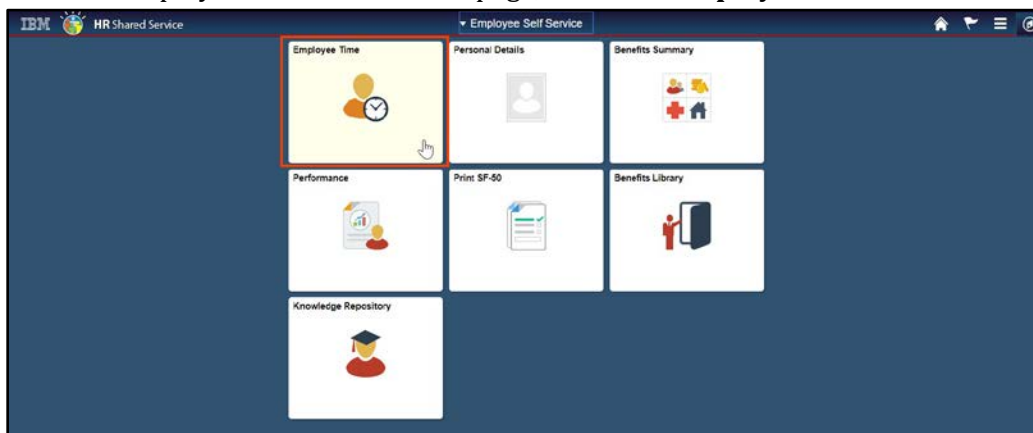 IBM HR Shared Service
Employee Self Service
Employee Time
Personal Details
Benefits Summary
Performance
Print SF-50
Benefits Library
Knowledge Repository